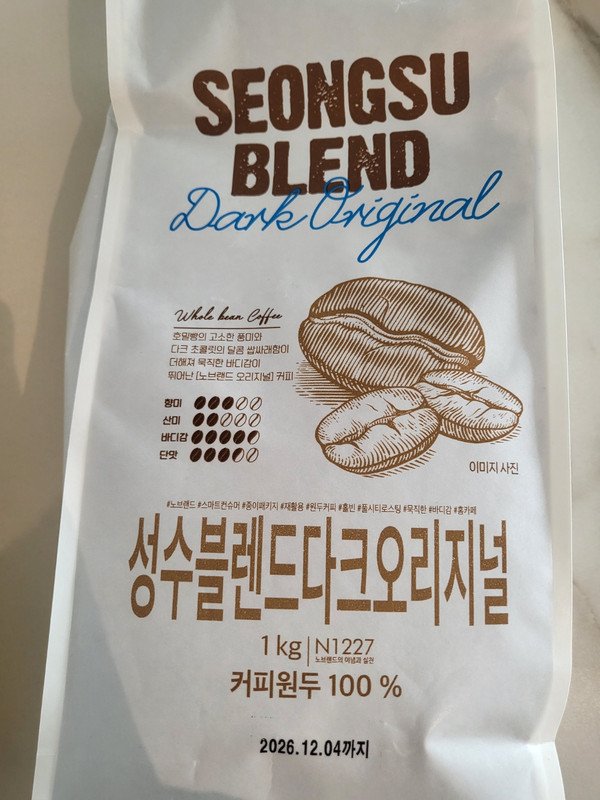 SEONGSU
BLEND
Dark Original
Whole bean Coffee
호밀빵의 고소한 풍미와
다크 초콜릿의 달콤 쌉싸래함이
더해져 묵직한 바디감이
뛰어난 [노브랜드 오리지널] 커피
향미
산미
바디감
단맛
이미지 사진
#노브랜드 #스마트컨슈머 #종이패키지 #재활용 #원두커피 #홀빈 #풀시티로스팅 #묵직한 #바디감 #홈카페
성수블렌드다크오리지널
1kg N1227
노브랜드의 이념과 실천
커피원두 100 %
2026.12.04까지